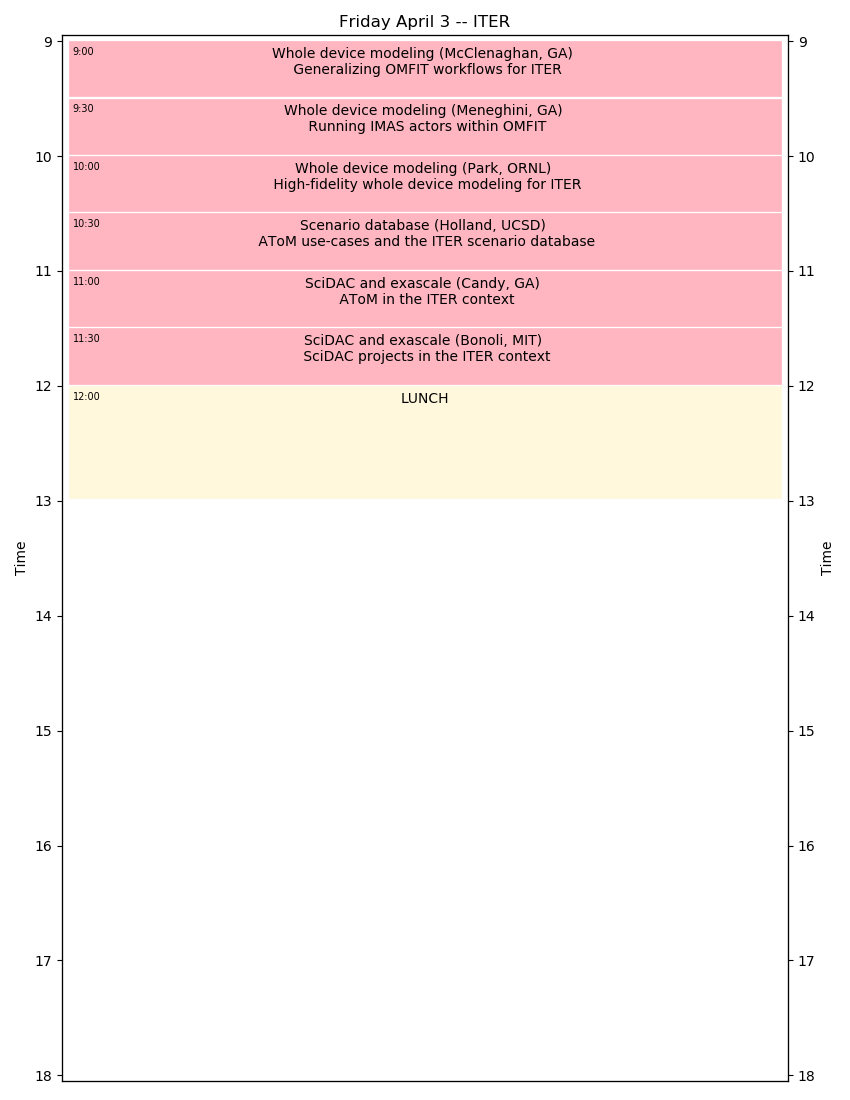 Friday April 3 -- ITER
9 9
9:00 Whole device modeling (McClenaghan, GA)
Generalizing OMFIT workflows for ITER
9:30 Whole device modeling (Meneghini, GA)
Running IMAS actors within OMFIT
10 10
10:00 Whole device modeling (Park, ORNL)
High-fidelity whole device modeling for ITER
10:30 Scenario database (Holland, UCSD)
AToM use-cases and the ITER scenario database
11 11
11:00 SciDAC and exascale (Candy, GA)
AToM in the ITER context
11:30 SciDAC and exascale (Bonoli, MIT)
SciDAC projects in the ITER context
12 12
12:00 LUNCH
13 13
Time Time
14 14
15 15
16 16
17 17
18 18